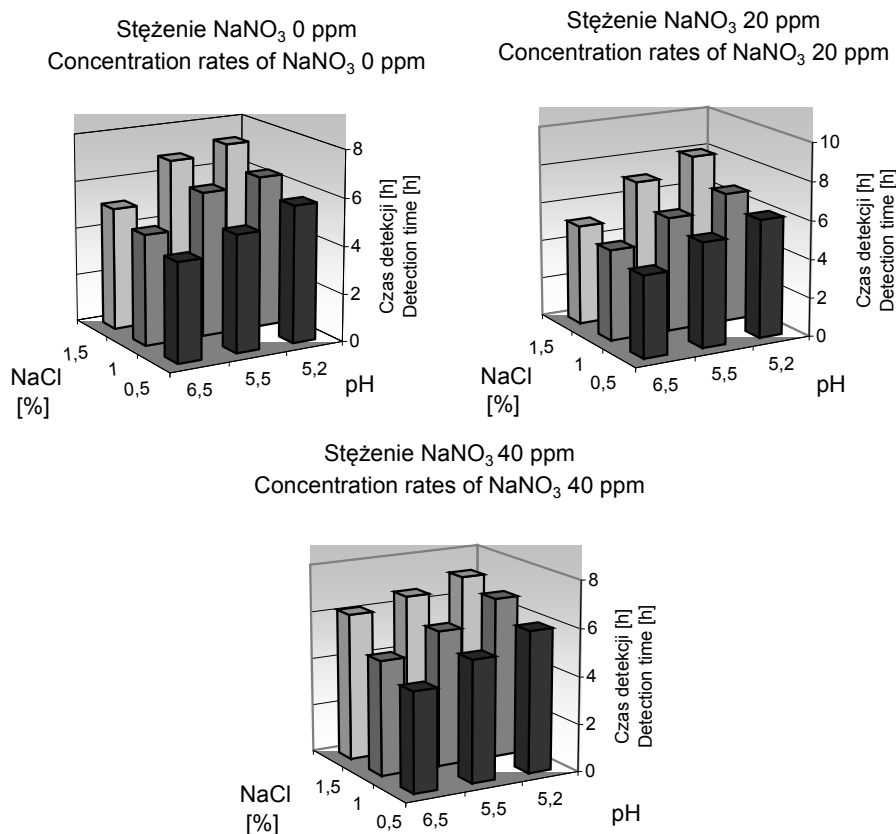 Stężenie NaNO₃ 0 ppm
Concentration rates of NaNO₃ 0 ppm
8
6
4
2
0
Czas detekcji [h]
Detection time [h]
1,5
1
0,5
NaCl
[%]
6,5
5,5
5,2
pH
Stężenie NaNO₃ 20 ppm
Concentration rates of NaNO₃ 20 ppm
10
8
6
4
2
0
Czas detekcji [h]
Detection time [h]
1,5
1
0,5
NaCl
[%]
6,5
5,5
5,2
pH
Stężenie NaNO₃ 40 ppm
Concentration rates of NaNO₃ 40 ppm
8
6
4
2
0
Czas detekcji [h]
Detection time [h]
1,5
1
0,5
NaCl
[%]
6,5
5,5
5,2
pH